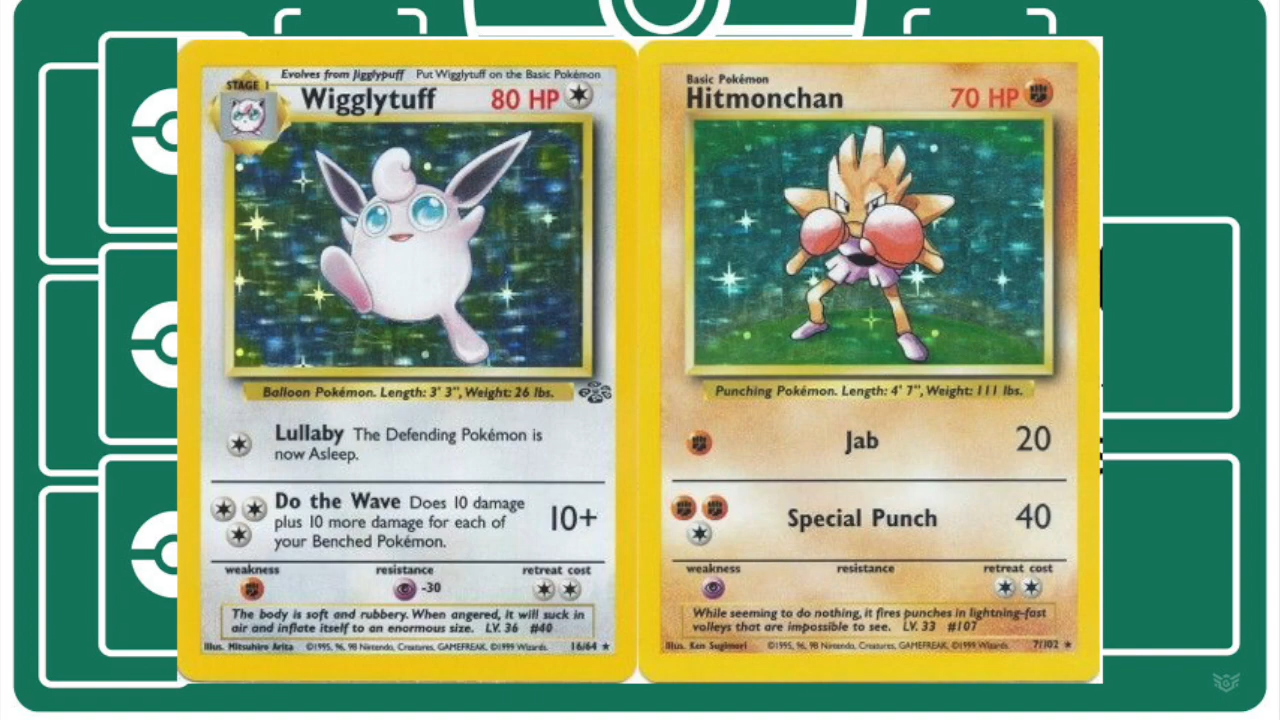 Evolves from Jigglypuff Put Wigglytuff on the Basic Pokémon
STAGE 1
Wigglytuff 80 HP
Balloon Pokémon. Length: 3' 3", Weight: 26 lbs.
Lullaby The Defending Pokémon is
now Asleep.
Do the Wave Does 10 damage
plus 10 more damage for each of
your Benched Pokémon.
10+
weakness resistance retreat cost
-30
The body is soft and rubbery. When angered, it will suck in
air and inflate itself to an enormous size. LV. 36 #40
Illus. Mitsuhiro Arita ©1995, 96, 98 Nintendo, Creatures, GAMEFREAK. ©1999 Wizards. 16/64 ★
Basic Pokémon
Hitmonchan 70 HP
Punching Pokémon. Length: 4' 7", Weight: 111 lbs.
Jab 20
Special Punch 40
weakness resistance retreat cost
While seeming to do nothing, it fires punches in lightning-fast
volleys that are impossible to see. LV. 33 #107
Illus. Ken Sugimori ©1995, 96, 98 Nintendo, Creatures, GAMEFREAK. ©1999 Wizards. 7/102 ★